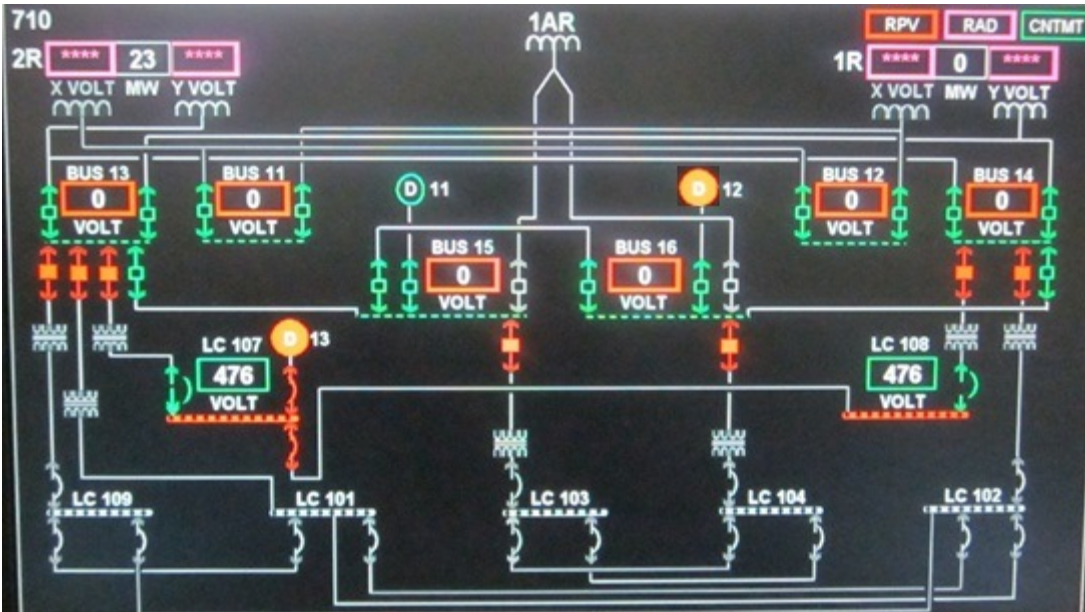 710
1AR
RPV RAD CNTMT
2R **** 23 ****
X VOLT MW Y VOLT
1R **** 0 ****
X VOLT MW Y VOLT
BUS 13
0
VOLT
BUS 11
0
VOLT
D 11
D 12
BUS 12
0
VOLT
BUS 14
0
VOLT
BUS 15
0
VOLT
BUS 16
0
VOLT
D 13
LC 107
476
VOLT
LC 108
476
VOLT
LC 109
LC 101
LC 103
LC 104
LC 102